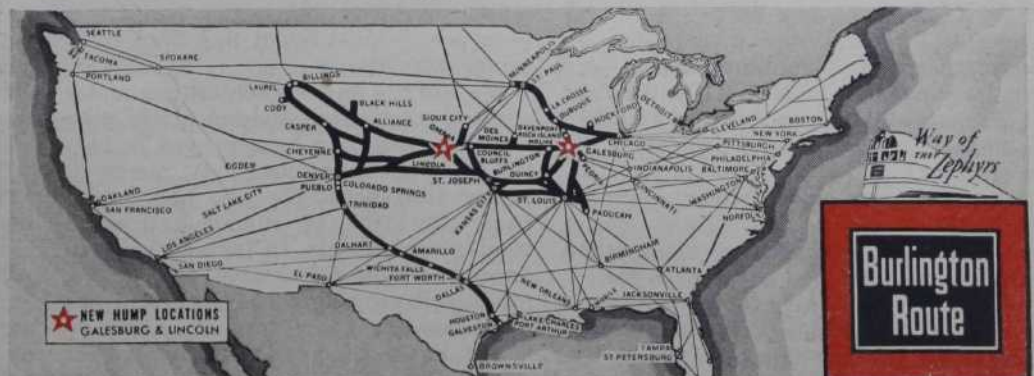 SEATTLE
TACOMA
SPOKANE
PORTLAND
LAUREL
BILLINGS
CODY
BLACK HILLS
CASPER
ALLIANCE
SIOUX CITY
OMAHA
CHEYENNE
LINCOLN
OGDEN
DENVER
PUEBLO
COLORADO SPRINGS
SALT LAKE CITY
OAKLAND
SAN FRANCISCO
TRINIDAD
LOS ANGELES
SAN DIEGO
DALHART
AMARILLO
EL PASO
WICHITA FALLS
FORT WORTH
DALLAS
HOUSTON
GALVESTON
BROWNSVILLE
MINNEAPOLIS
ST. PAUL
LA CROSSE
DUBUQUE
ROCKFORD
DES
MOINES
DAVENPORT
ROCK ISLAND
MOLINE
COUNCIL
BLUFFS
BURLINGTON
QUINCY
GALESBURG
PEORIA
CHICAGO
ST. JOSEPH
KANSAS CITY
ST. LOUIS
PADUCAH
DETROIT
CLEVELAND
BOSTON
NEW YORK
PITTSBURGH
PHILADELPHIA
INDIANAPOLIS
BALTIMORE
CINCINNATI
WASHINGTON
NORFOLK
BIRMINGHAM
ATLANTA
NEW ORLEANS
JACKSONVILLE
LAKE CHARLES
PORT ARTHUR
TAMPA
ST. PETERSBURG
NEW HUMP LOCATIONS
GALESBURG & LINCOLN
Way of
THE Zephyrs
Burlington
Route